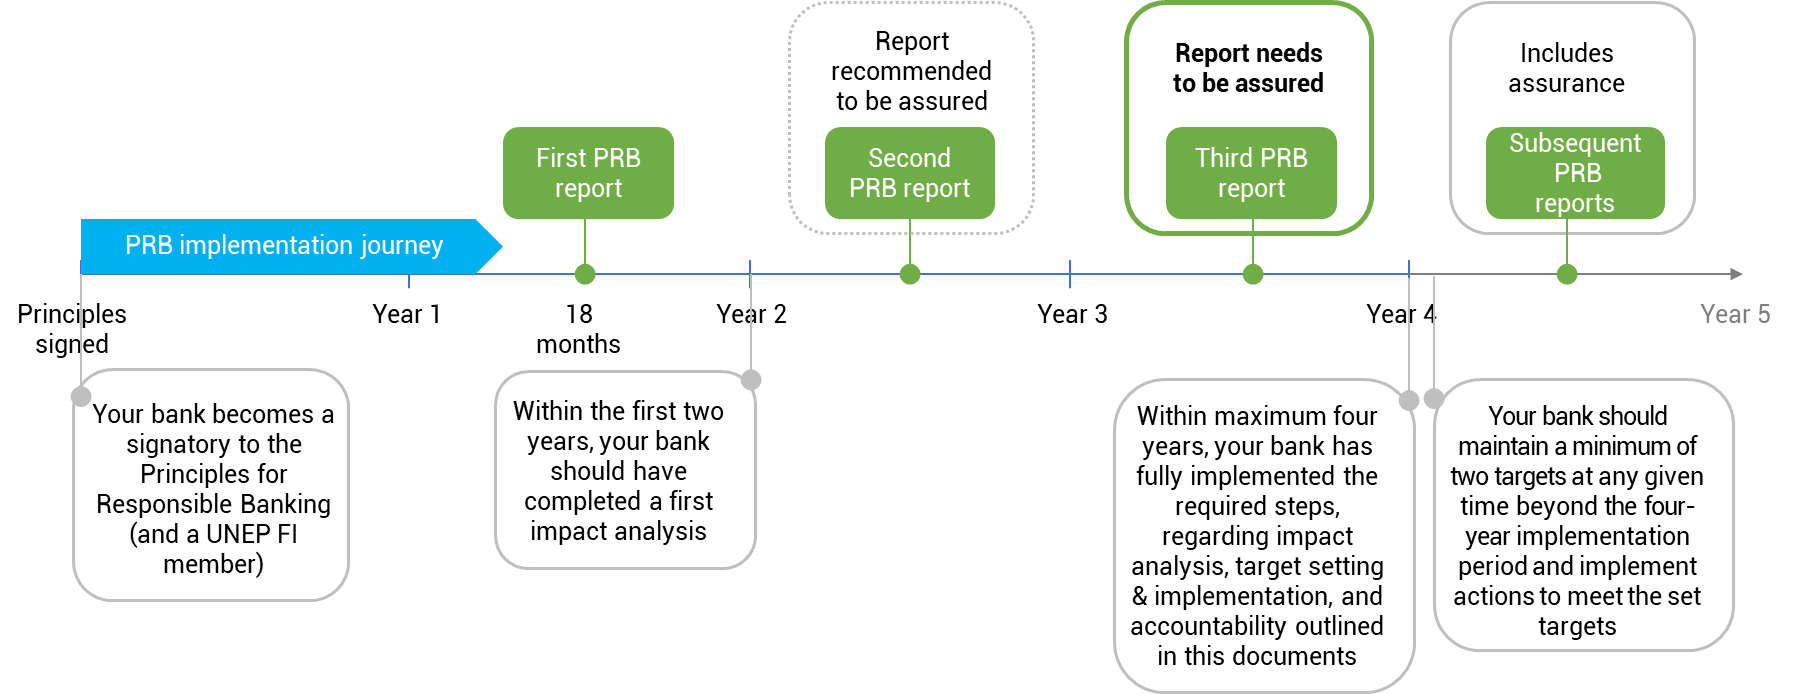 Report
recommended
to be assured
Report needs
to be assured
Includes
assurance
First PRB
report
Second
PRB report
Third PRB
report
Subsequent
PRB
reports
PRB implementation journey
Principles
signed
Year 1
18
months
Year 2
Year 3
Year 4
Year 5
Your bank becomes a
signatory to the
Principles for
Responsible Banking
(and a UNEP FI
member)
Within the first two
years, your bank
should have
completed a first
impact analysis
Within maximum four
years, your bank has
fully implemented the
required steps,
regarding impact
analysis, target setting
& implementation, and
accountability outlined
in this documents
Your bank should
maintain a minimum of
two targets at any given
time beyond the four-
year implementation
period and implement
actions to meet the set
targets